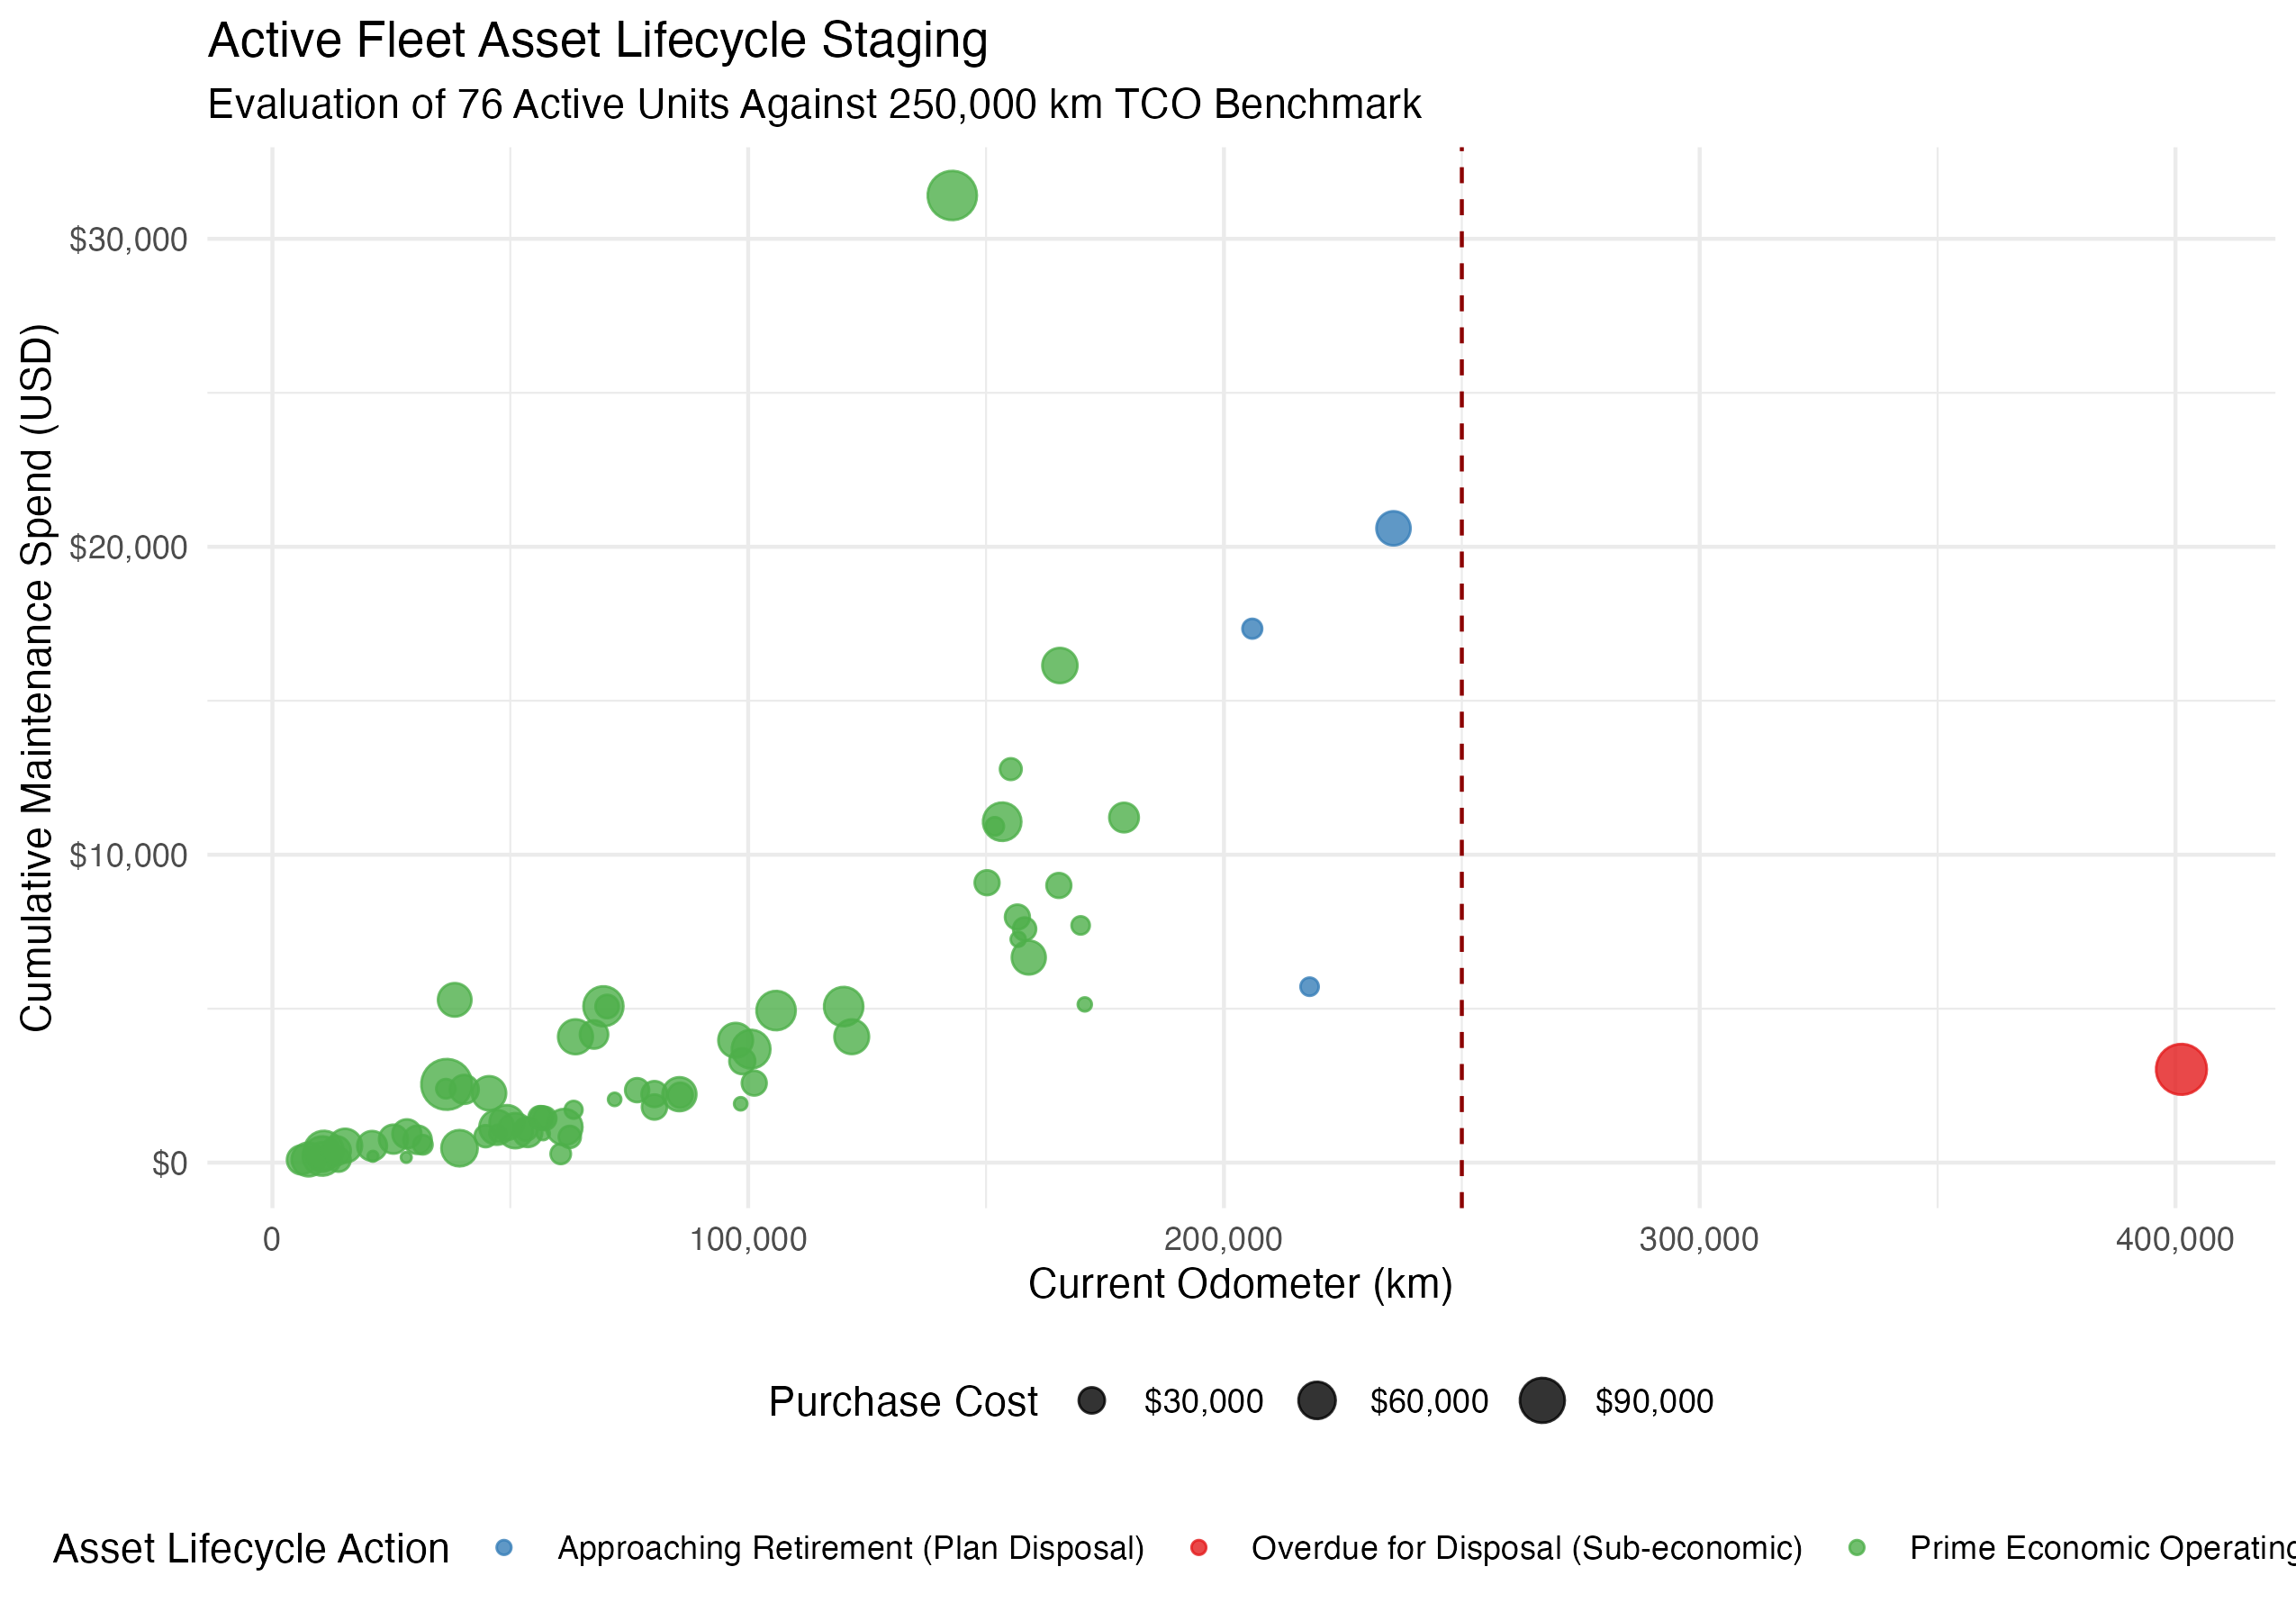 Active Fleet Asset Lifecycle Staging
Evaluation of 76 Active Units Against 250,000 km TCO Benchmark
Cumulative Maintenance Spend (USD)
$30,000
$20,000
$10,000
$0
0 100,000 200,000 300,000 400,000
Current Odometer (km)
Purchase Cost $30,000 $60,000 $90,000
Asset Lifecycle Action Approaching Retirement (Plan Disposal) Overdue for Disposal (Sub-economic) Prime Economic Operating